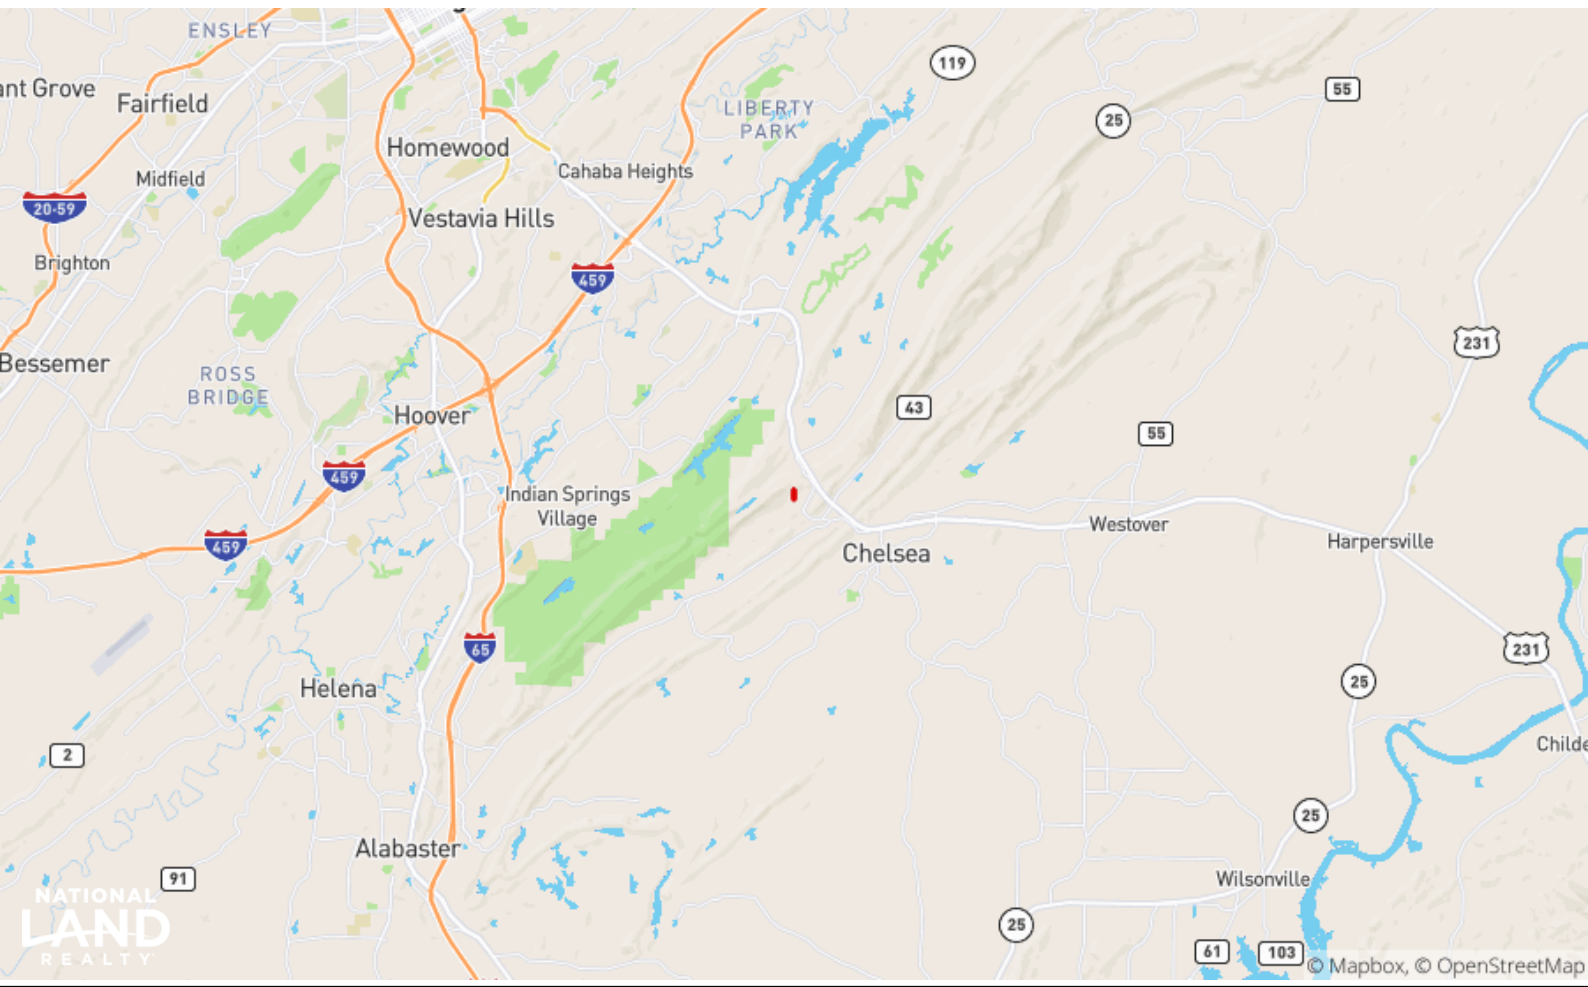 ENSLEY
119
ant Grove
Fairfield
55
LIBERTY
PARK
25
Homewood
Cahaba Heights
Midfield
20-59
Vestavia Hills
Brighton
459
231
Bessemer
ROSS
BRIDGE
43
Hoover
55
459
Indian Springs
Village
Westover
459
Chelsea
Harpersville
65
231
25
Helena
2
Childe
25
Alabaster
91
Wilsonville
NATIONAL
LAND
REALTY
25
61
103
© Mapbox, © OpenStreetMap